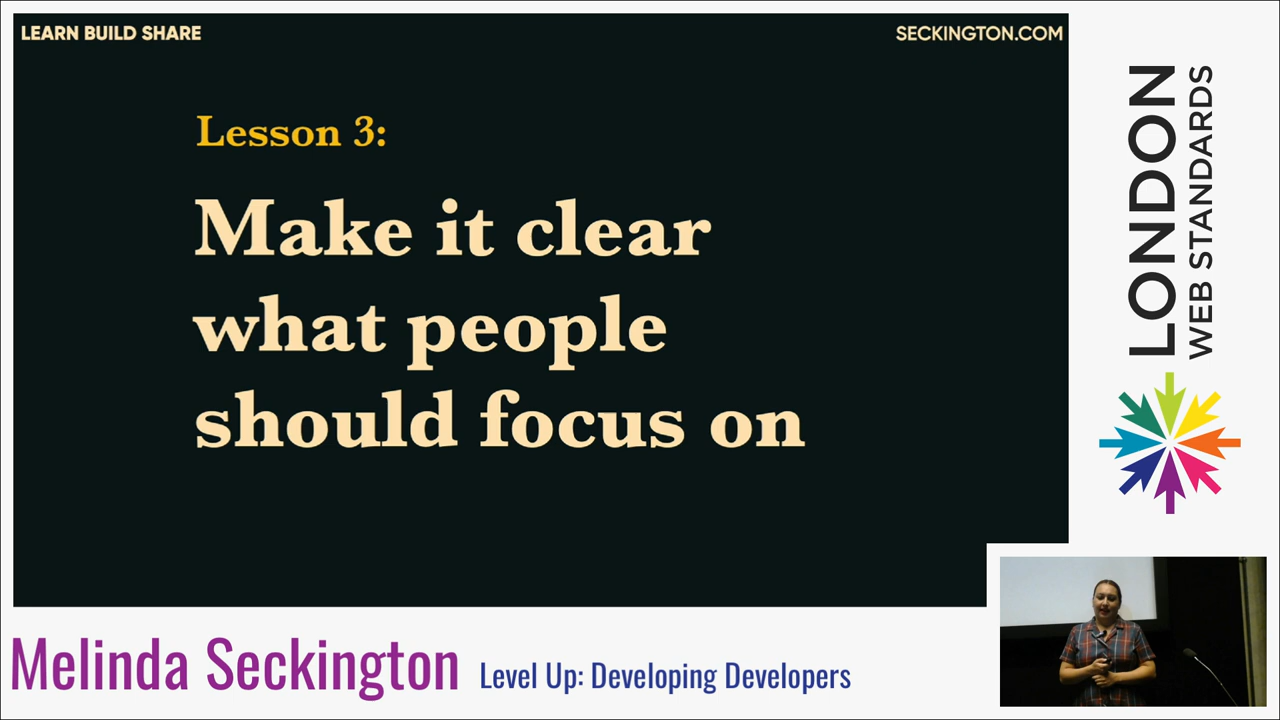 LEARN BUILD SHARE
SECKINGTON.COM
Lesson 3:
Make it clear
what people
should focus on
LONDON
WEB STANDARDS
Melinda Seckington
Level Up: Developing Developers